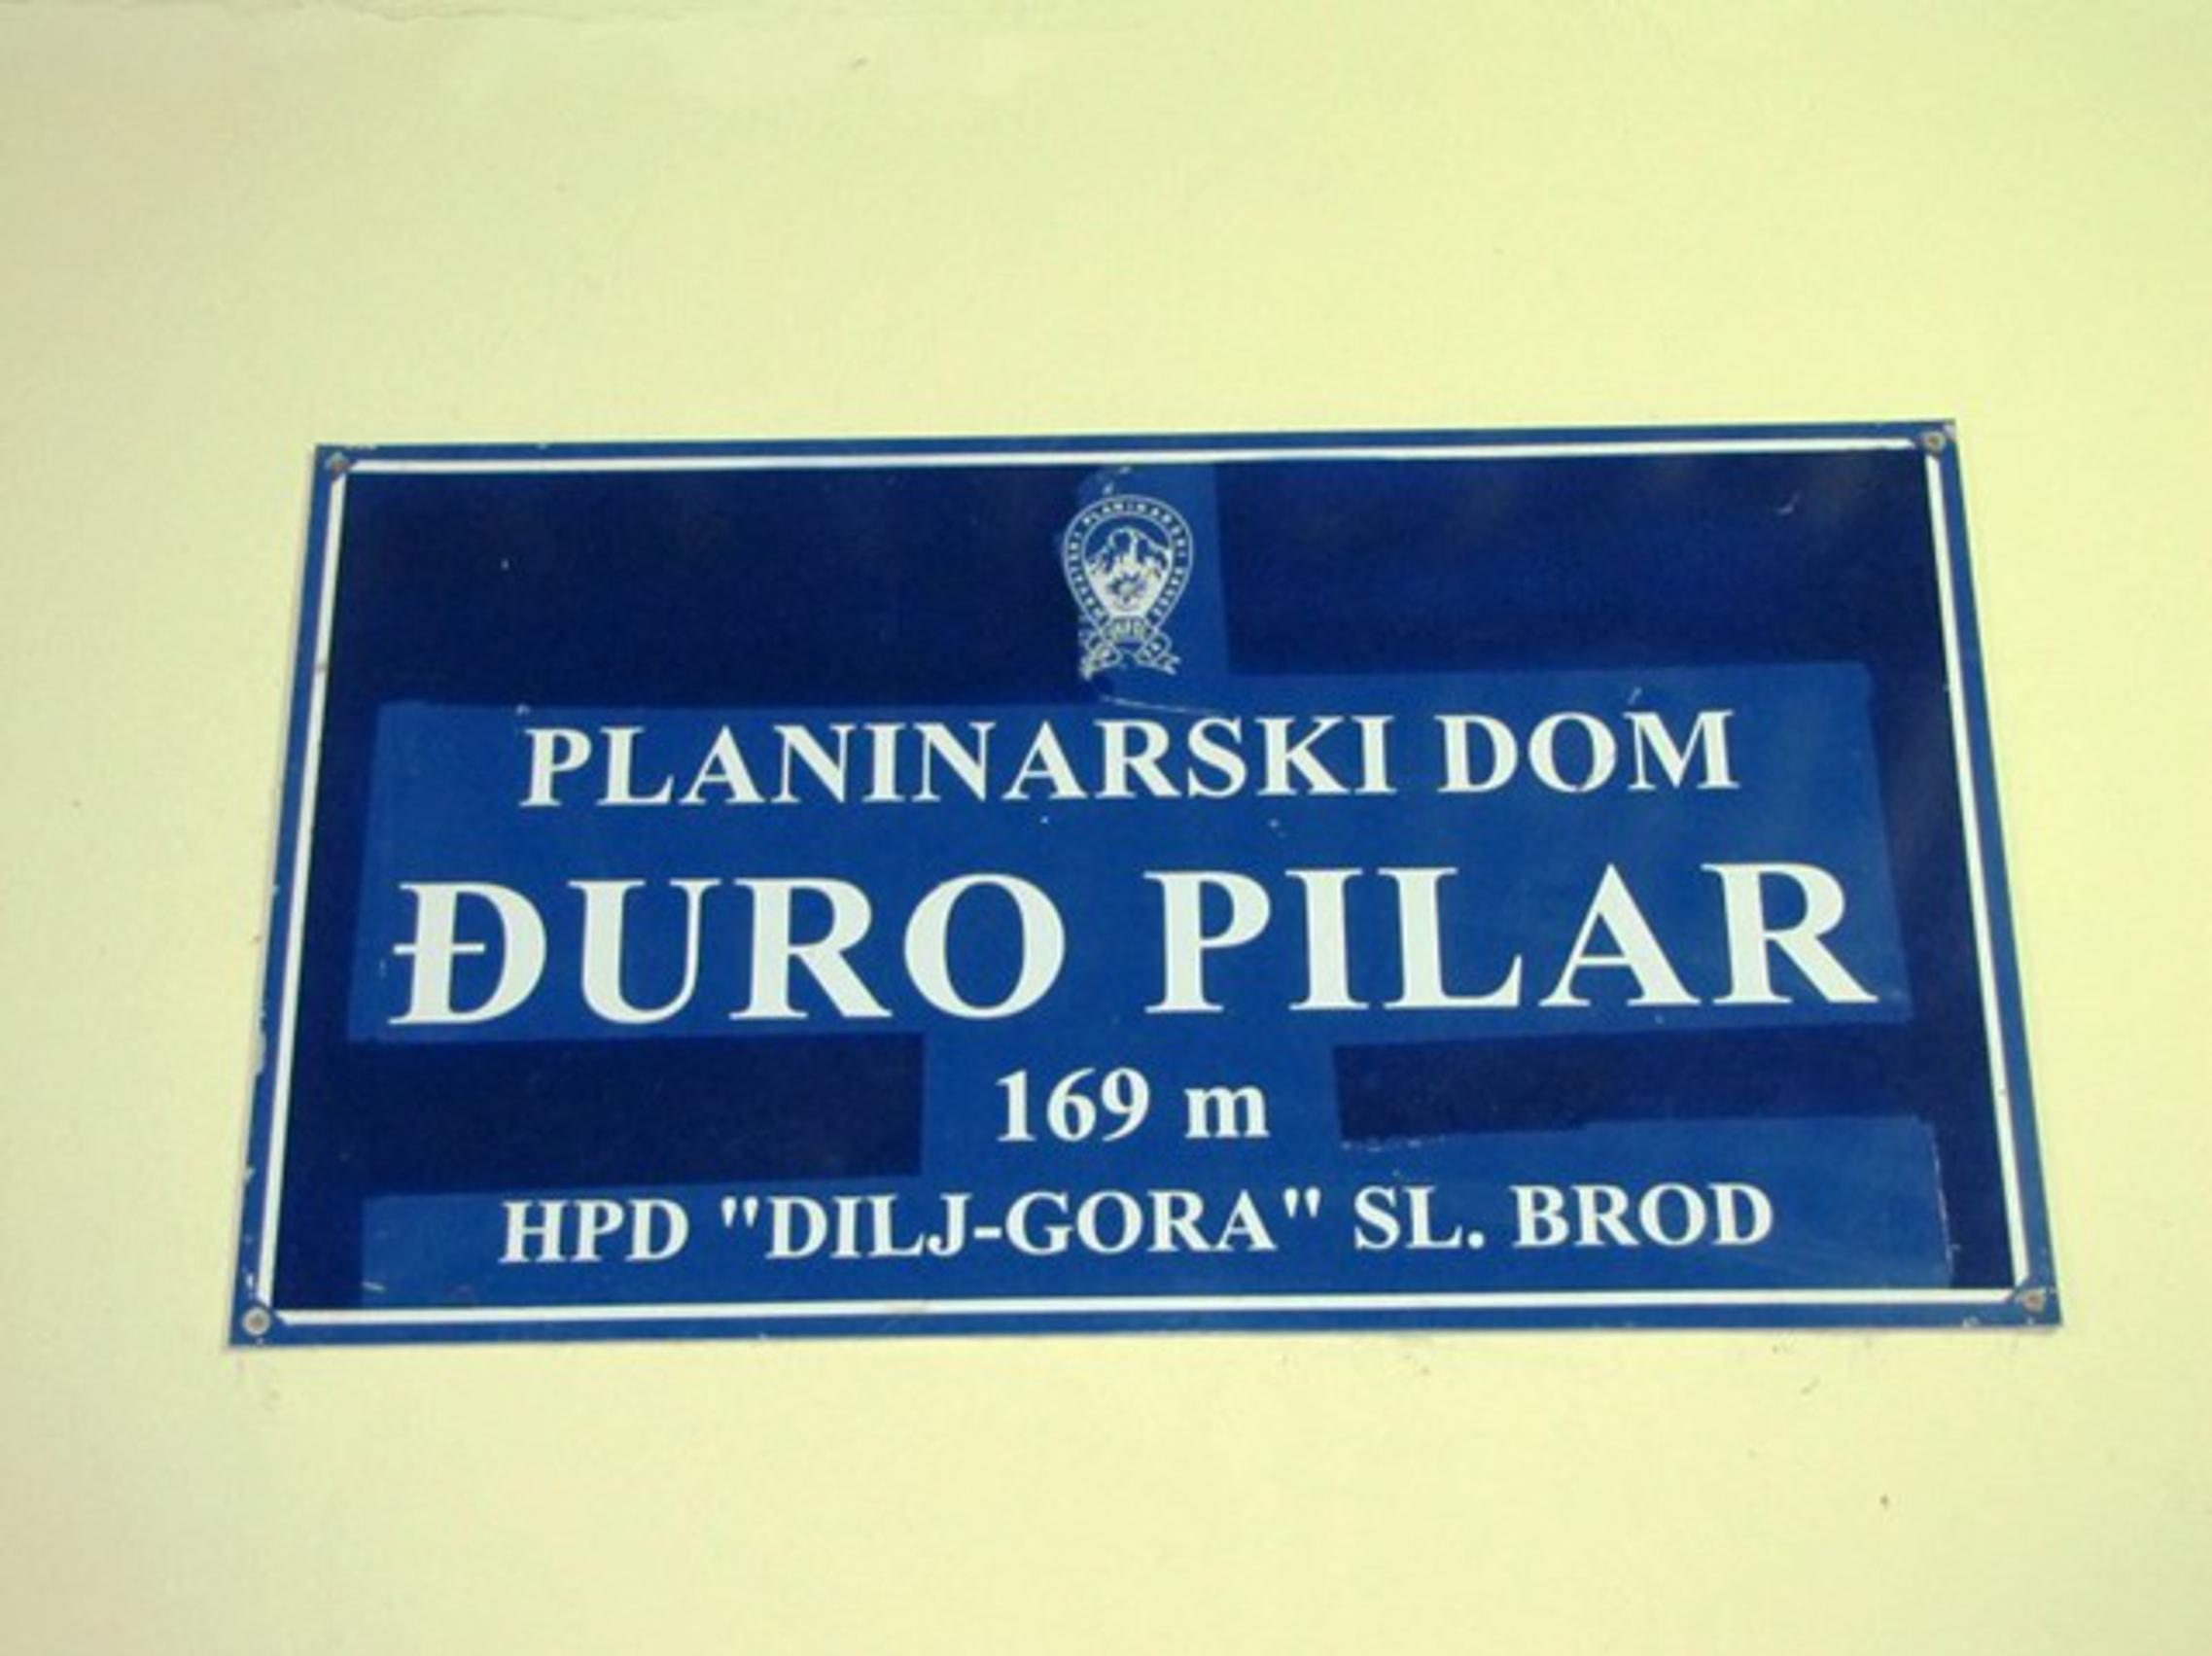 PLANINARSKI DOM
ĐURO PILAR
169 m
HPD "DILJ-GORA" SL. BROD